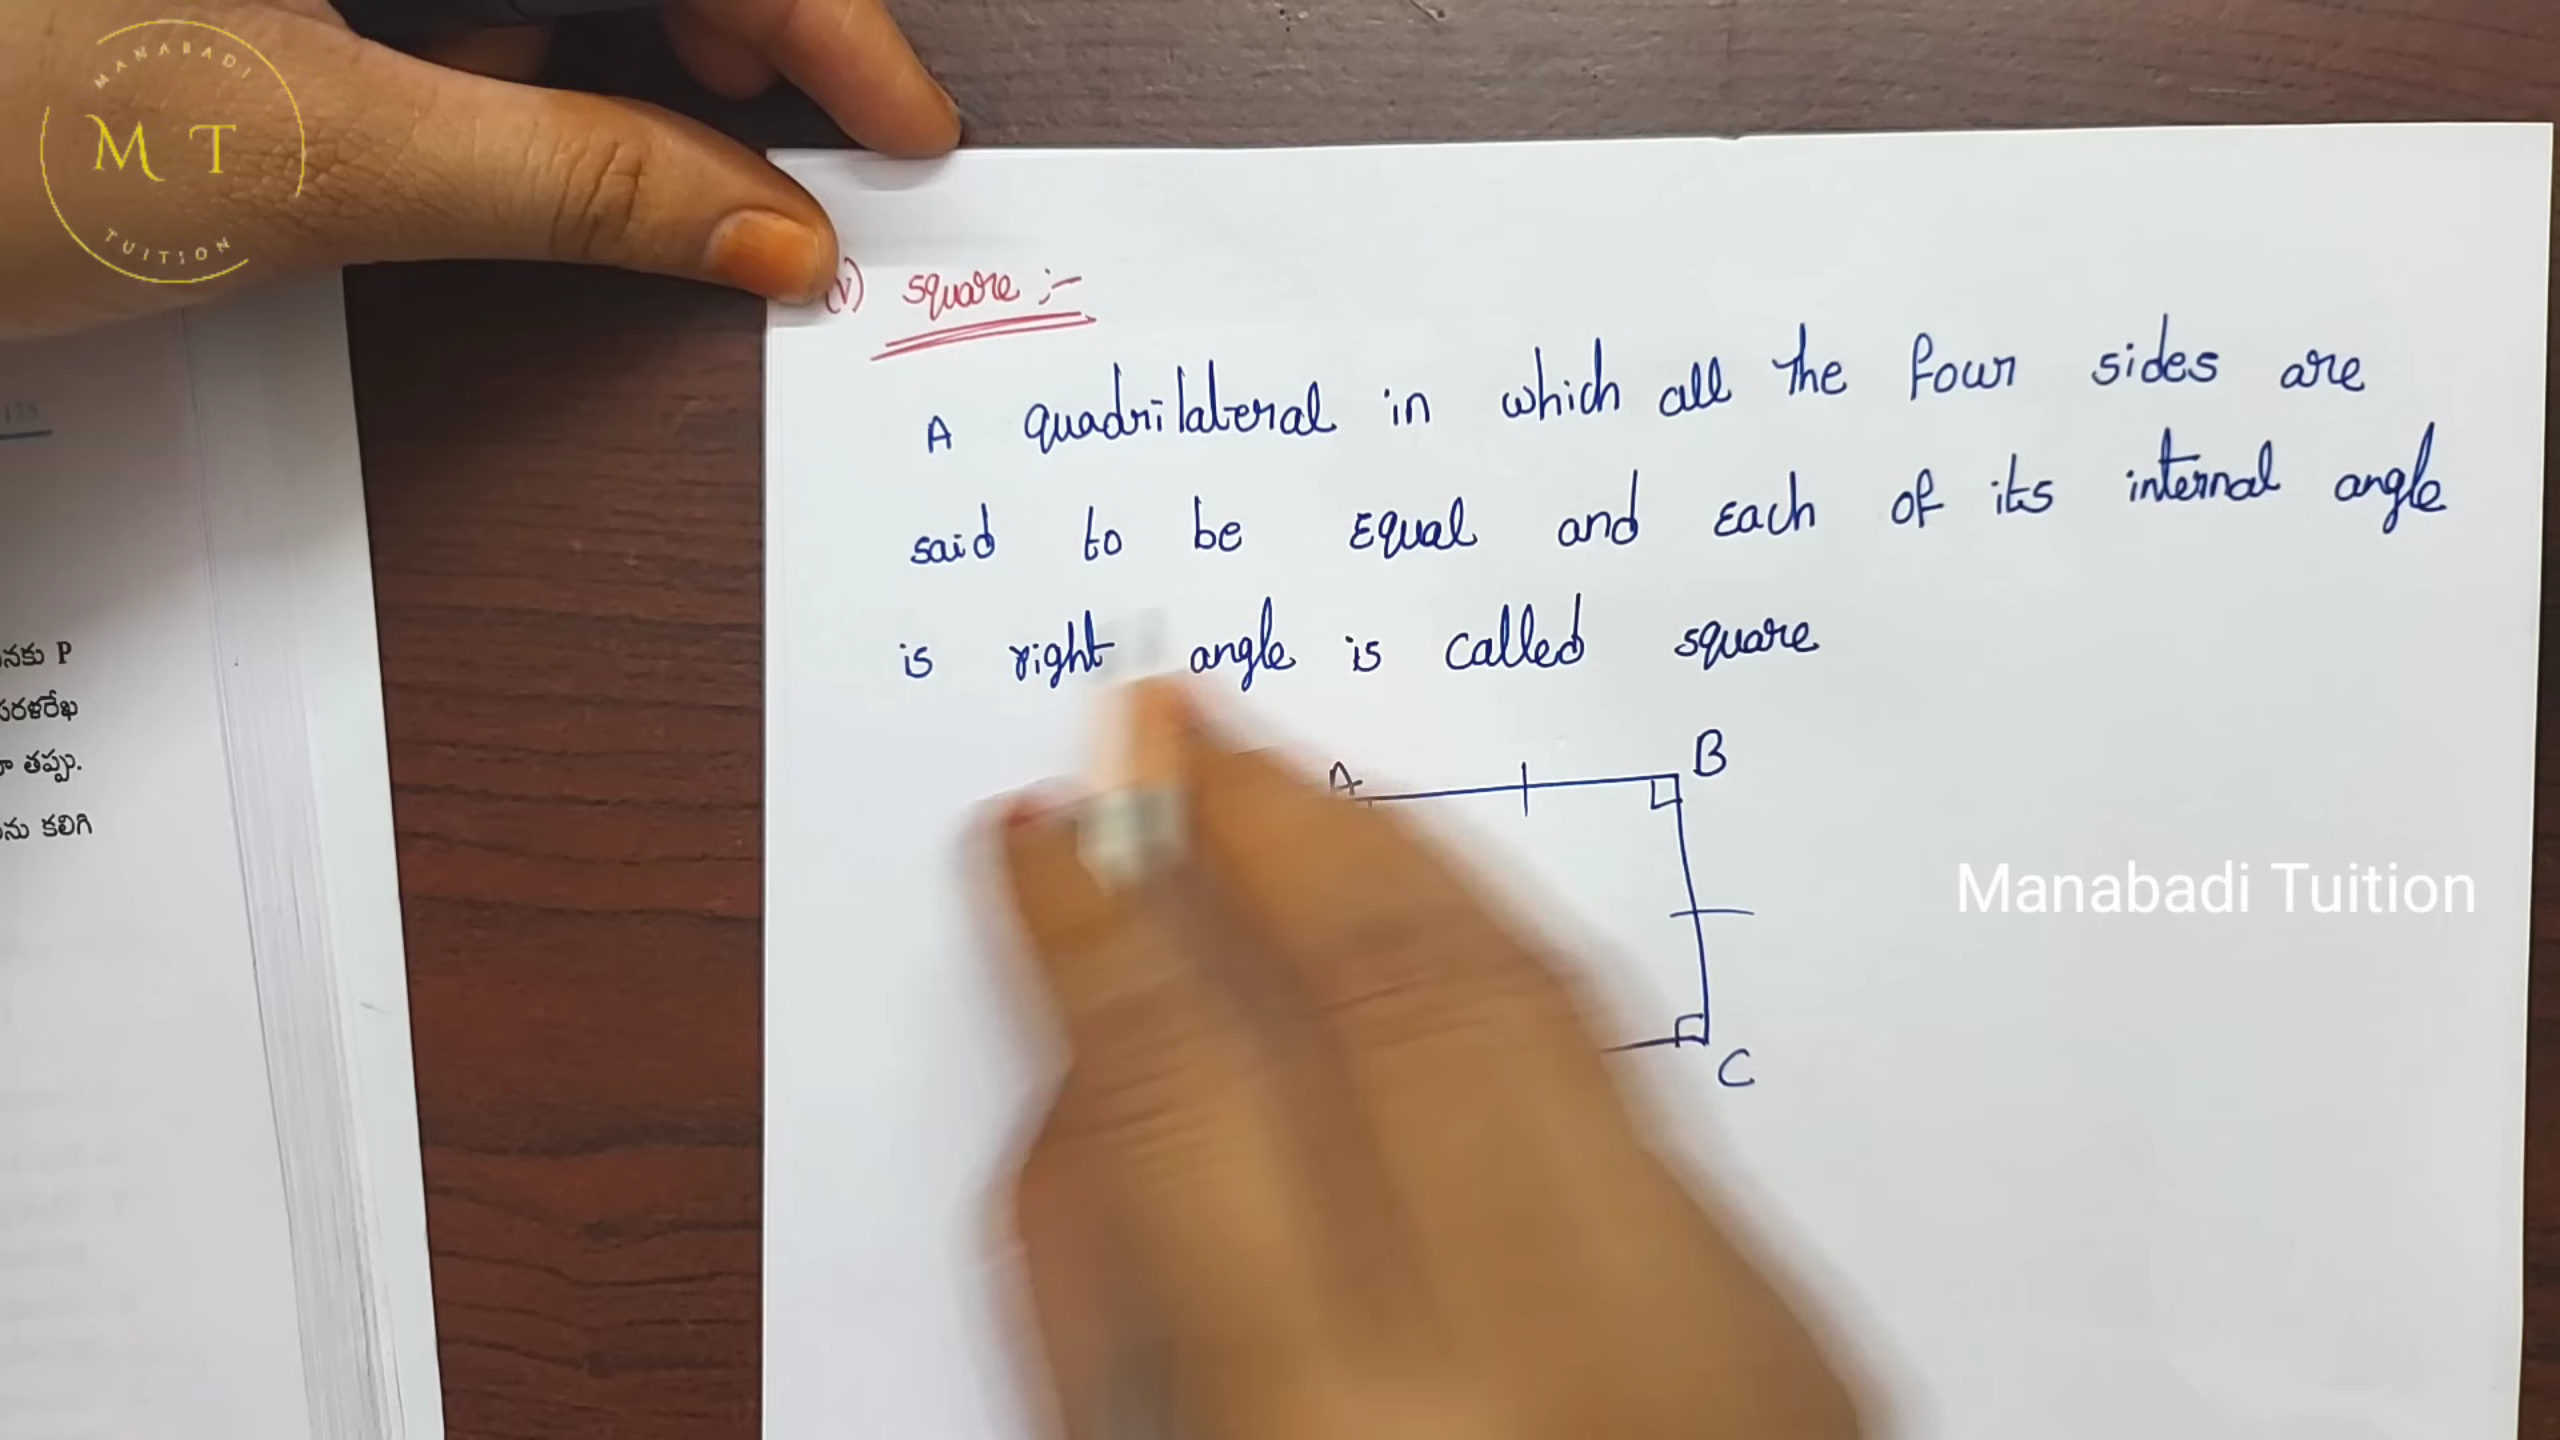 MANABADI
M T
TUITION
135
నకు P
సరళరేఖ
తప్పు.
ను కలిగి
(v) square :-
A quadrilateral in which all the four sides are
said to be Equal and Each of its internal angle
is right angle is called square
A
B
C
Manabadi Tuition